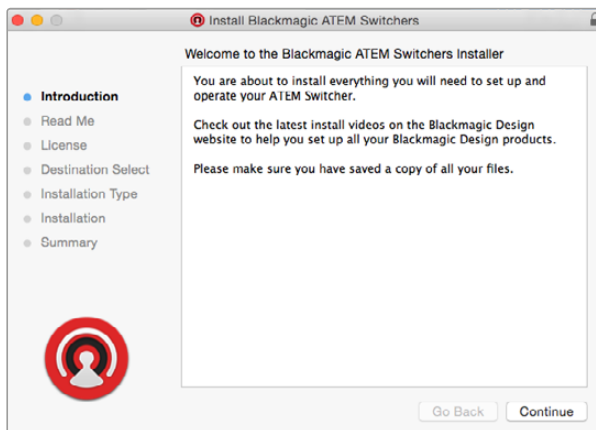 Install Blackmagic ATEM Switchers
Welcome to the Blackmagic ATEM Switchers Installer
Introduction
Read Me
License
Destination Select
Installation Type
Installation
Summary
You are about to install everything you will need to set up and
operate your ATEM Switcher.
Check out the latest install videos on the Blackmagic Design
website to help you set up all your Blackmagic Design products.
Please make sure you have saved a copy of all your files.
Go Back
Continue